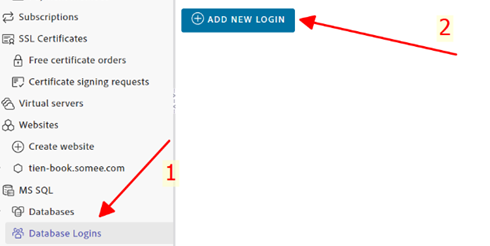 Subscriptions
SSL Certificates
Free certificate orders
Certificate signing requests
Virtual servers
Websites
Create website
tien-book.somee.com
MS SQL
Databases
Database Logins
1
ADD NEW LOGIN
2